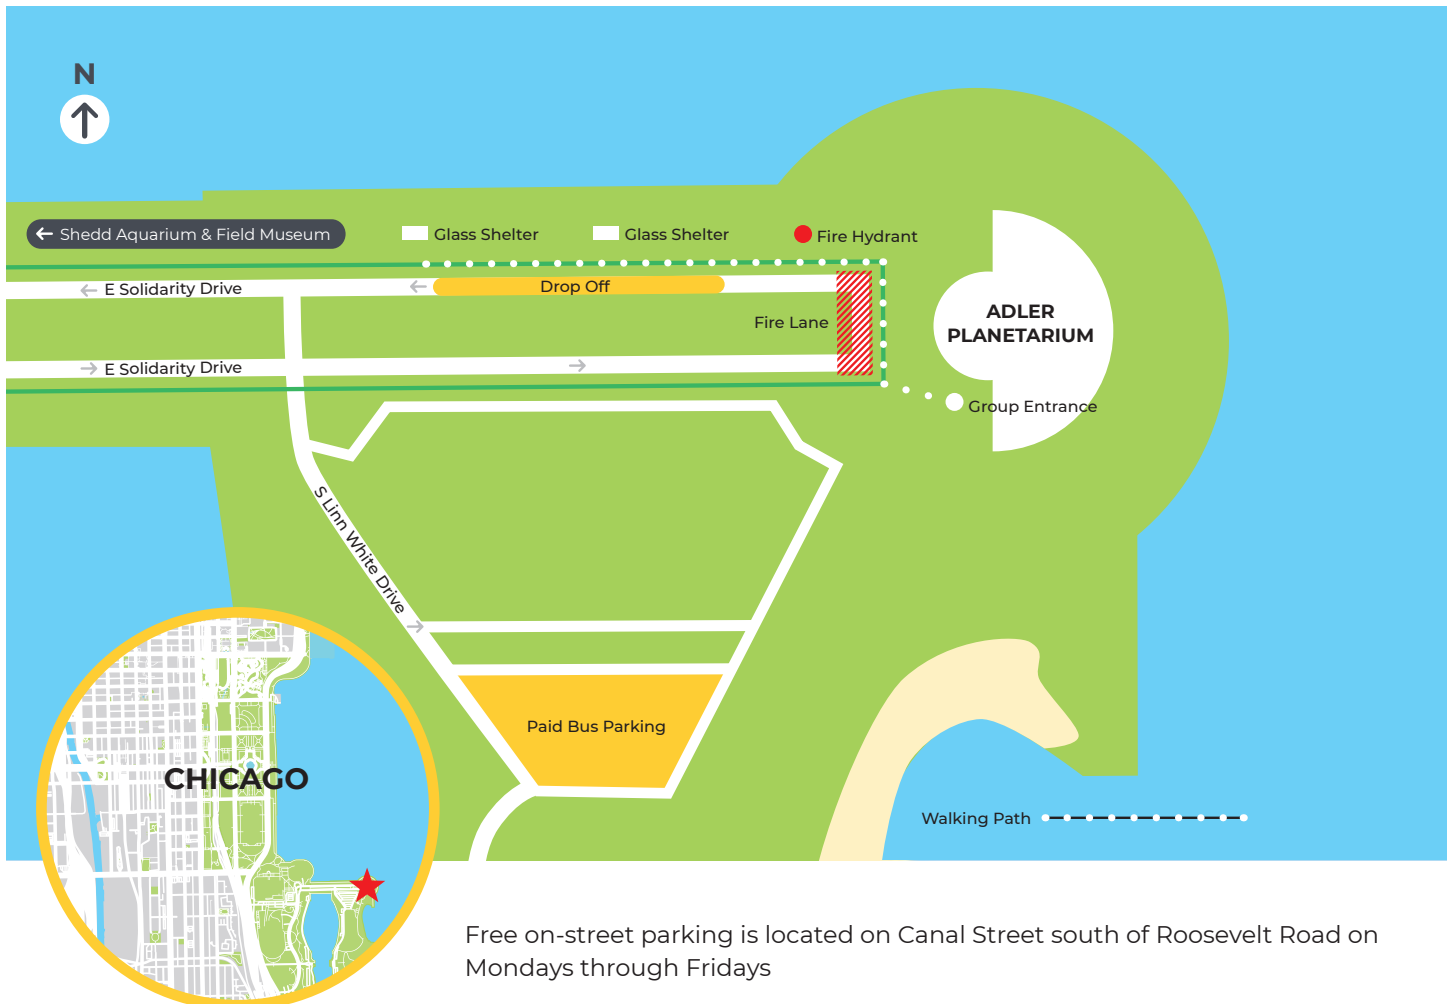 N
← Shedd Aquarium & Field Museum
Glass Shelter
Glass Shelter
Fire Hydrant
← E Solidarity Drive
← Drop Off
Fire Lane
ADLER
PLANETARIUM
→ E Solidarity Drive →
Group Entrance
S Linn White Drive →
Paid Bus Parking
CHICAGO
Walking Path
Free on-street parking is located on Canal Street south of Roosevelt Road on
Mondays through Fridays